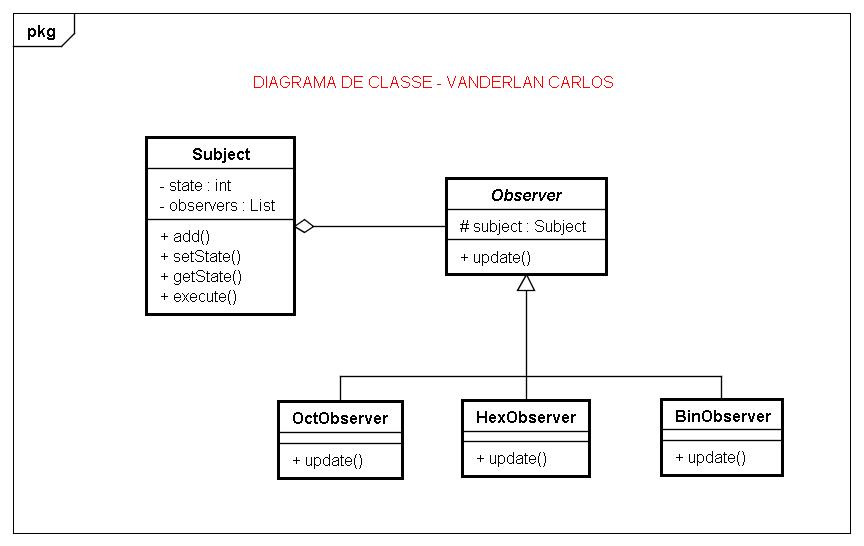 pkg
DIAGRAMA DE CLASSE - VANDERLAN CARLOS
Subject
- state : int
- observers : List
+ add()
+ setState()
+ getState()
+ execute()
Observer
# subject : Subject
+ update()
OctObserver
+ update()
HexObserver
+ update()
BinObserver
+ update()